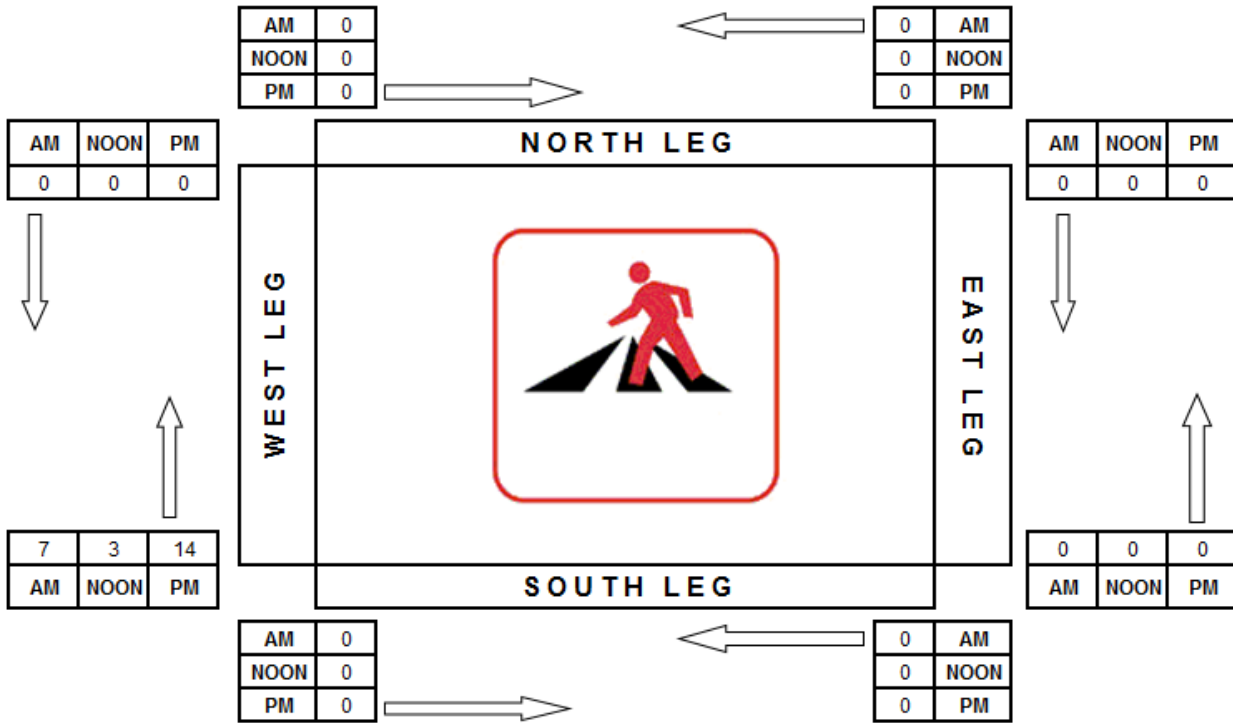 AM 0
NOON 0
PM 0
0 AM
0 NOON
0 PM
AM NOON PM
0 0 0
NORTH LEG
AM NOON PM
0 0 0
WEST LEG
EAST LEG
7 3 14
AM NOON PM
SOUTH LEG
0 0 0
AM NOON PM
AM 0
NOON 0
PM 0
0 AM
0 NOON
0 PM